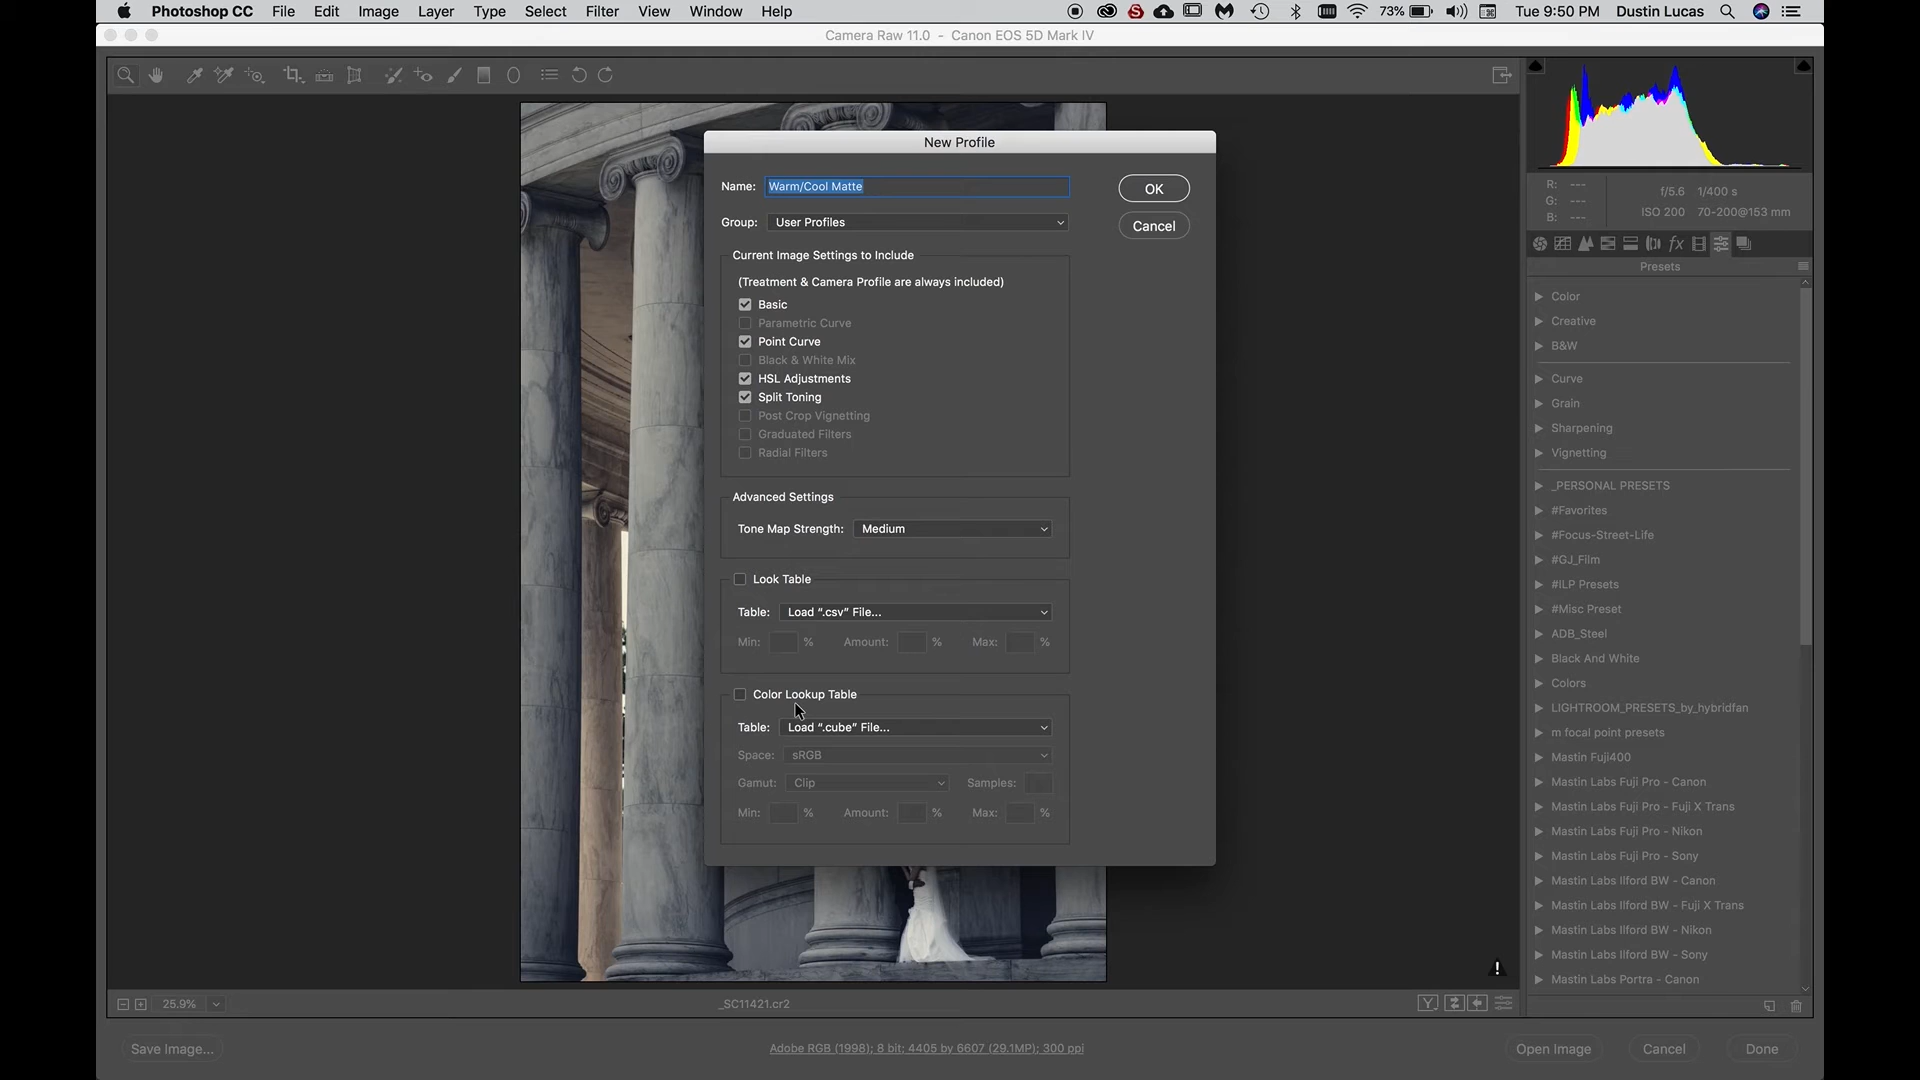 Photoshop CC File Edit Image Layer Type Select Filter View Window Help 73% Tue 9:50 PM Dustin Lucas
Camera Raw 11.0 - Canon EOS 5D Mark IV
New Profile
Name: Warm/Cool Matte
OK
Group: User Profiles
Cancel
Current Image Settings to Include
(Treatment & Camera Profile are always included)
Basic
Parametric Curve
Point Curve
Black & White Mix
HSL Adjustments
Split Toning
Post Crop Vignetting
Graduated Filters
Radial Filters
Advanced Settings
Tone Map Strength: Medium
Look Table
Table: Load “.csv” File...
Min: % Amount: % Max: %
Color Lookup Table
Table: Load “.cube” File...
Space: sRGB
Gamut: Clip Samples:
Min: % Amount: % Max: %
R: ---
G: ---
B: ---
f/5.6 1/400 s
ISO 200 70-200@153 mm
fx
Presets
Color
Creative
B&W
Curve
Grain
Sharpening
Vignetting
_PERSONAL PRESETS
#Favorites
#Focus-Street-Life
#GJ_Film
#ILP Presets
#Misc Preset
ADB_Steel
Black And White
Colors
LIGHTROOM_PRESETS_by_hybridfan
m focal point presets
Mastin Fuji400
Mastin Labs Fuji Pro - Canon
Mastin Labs Fuji Pro - Fuji X Trans
Mastin Labs Fuji Pro - Nikon
Mastin Labs Fuji Pro - Sony
Mastin Labs Ilford BW - Canon
Mastin Labs Ilford BW - Fuji X Trans
Mastin Labs Ilford BW - Nikon
Mastin Labs Ilford BW - Sony
Mastin Labs Portra - Canon
25.9%
_SC11421.cr2
Y
Save Image...
Adobe RGB (1998); 8 bit; 4405 by 6607 (29.1MP); 300 ppi
Open Image
Cancel
Done